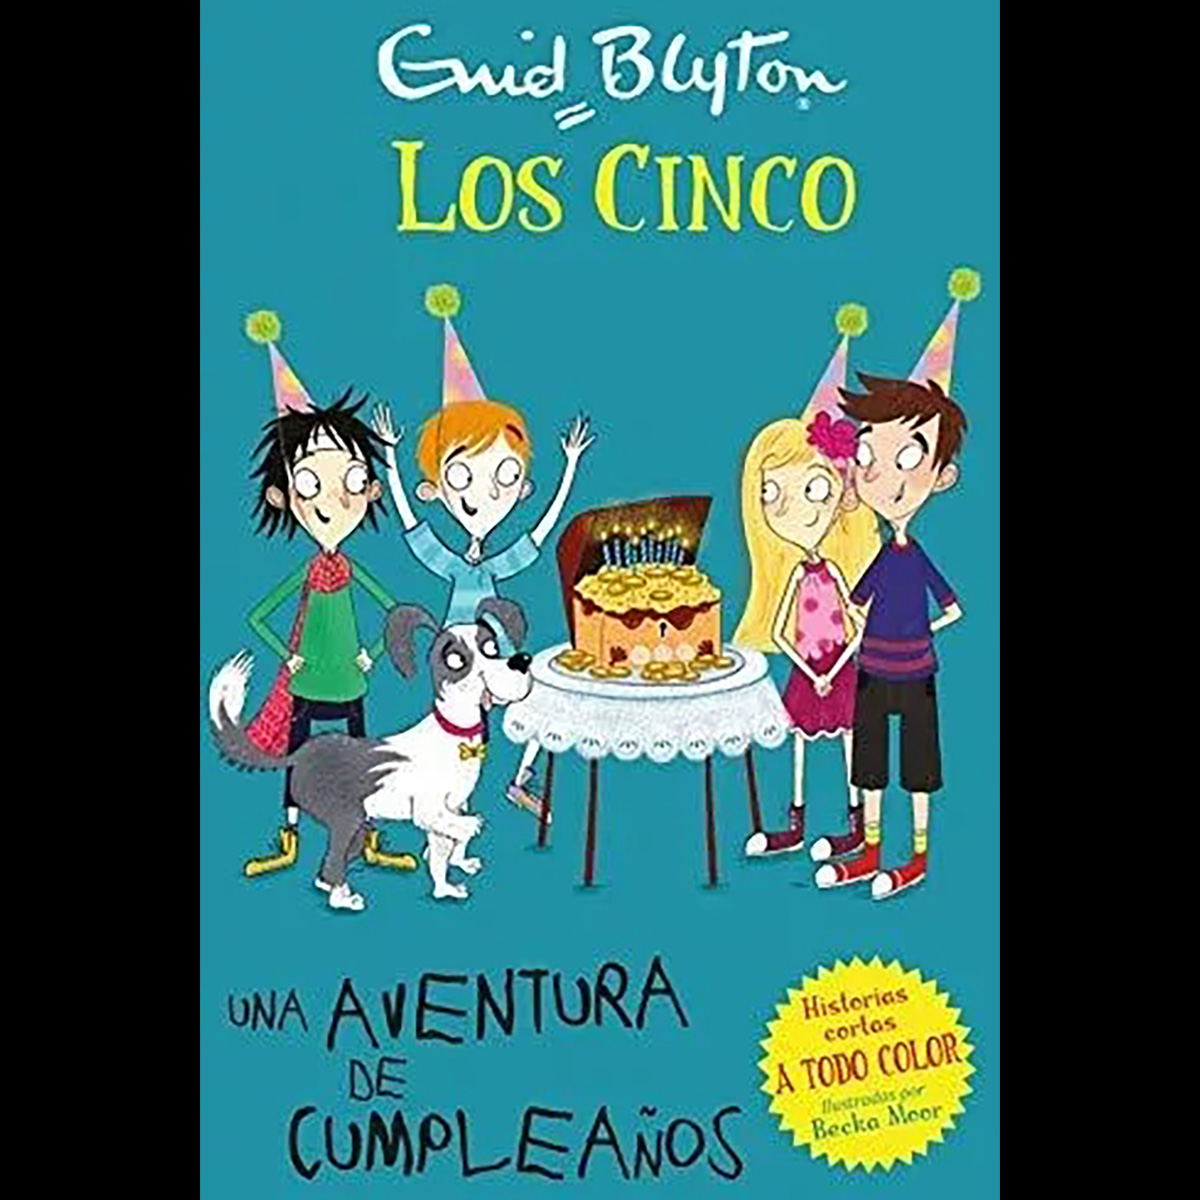 Enid Blyton®
LOS CINCO
UNA AVENTURA
DE
CUMPLEAÑOS
Historias
cortas
A TODO COLOR
Ilustradas por
Becka Moor